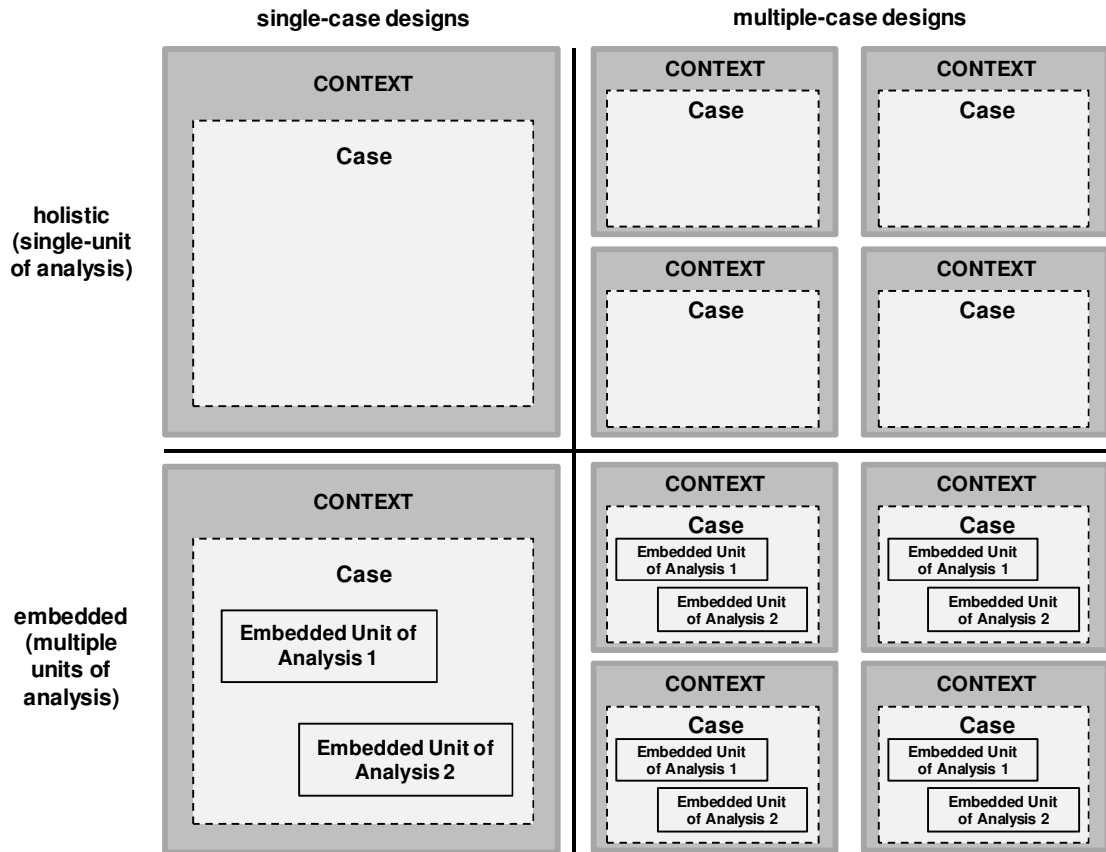 single-case designs
multiple-case designs
holistic
(single-unit
of analysis)
CONTEXT
Case
CONTEXT
Case
CONTEXT
Case
CONTEXT
Case
CONTEXT
Case
embedded
(multiple
units of
analysis)
CONTEXT
Case
Embedded Unit of
Analysis 1
Embedded Unit of
Analysis 2
CONTEXT
Case
Embedded Unit
of Analysis 1
Embedded Unit
of Analysis 2
CONTEXT
Case
Embedded Unit
of Analysis 1
Embedded Unit
of Analysis 2
CONTEXT
Case
Embedded Unit
of Analysis 1
Embedded Unit
of Analysis 2
CONTEXT
Case
Embedded Unit
of Analysis 1
Embedded Unit
of Analysis 2